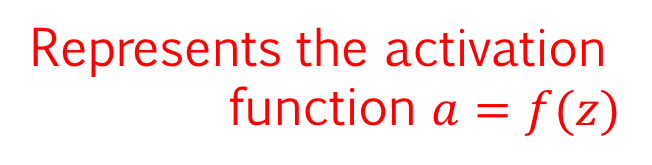 Represents the activation
function 𝑎 = 𝑓(𝑧)